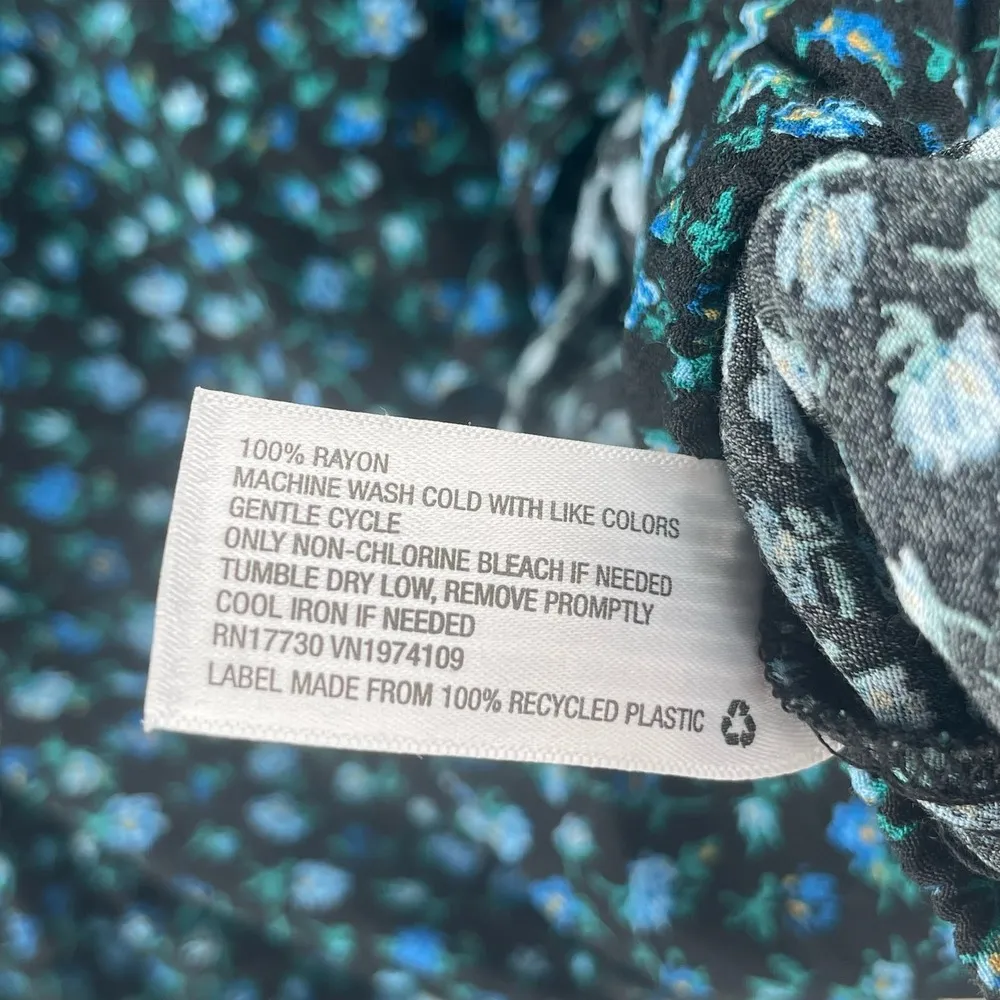 100% RAYON
MACHINE WASH COLD WITH LIKE COLORS
GENTLE CYCLE
ONLY NON-CHLORINE BLEACH IF NEEDED
TUMBLE DRY LOW, REMOVE PROMPTLY
COOL IRON IF NEEDED
RN17730 VN1974109
LABEL MADE FROM 100% RECYCLED PLASTIC